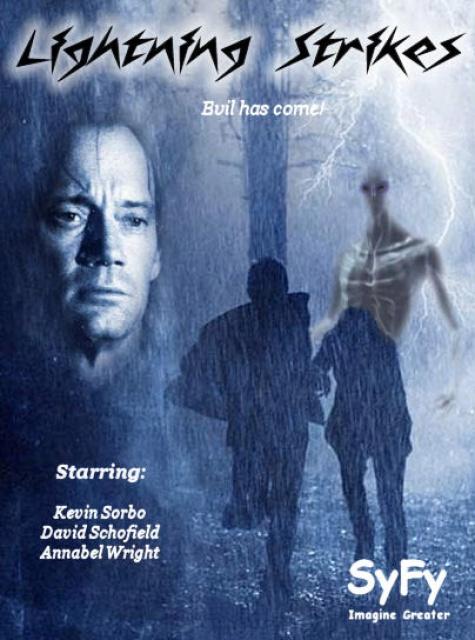 Lightning Strikes
Evil has come!
Starring:
Kevin Sorbo
David Schofield
Annabel Wright
SyFy
Imagine Greater